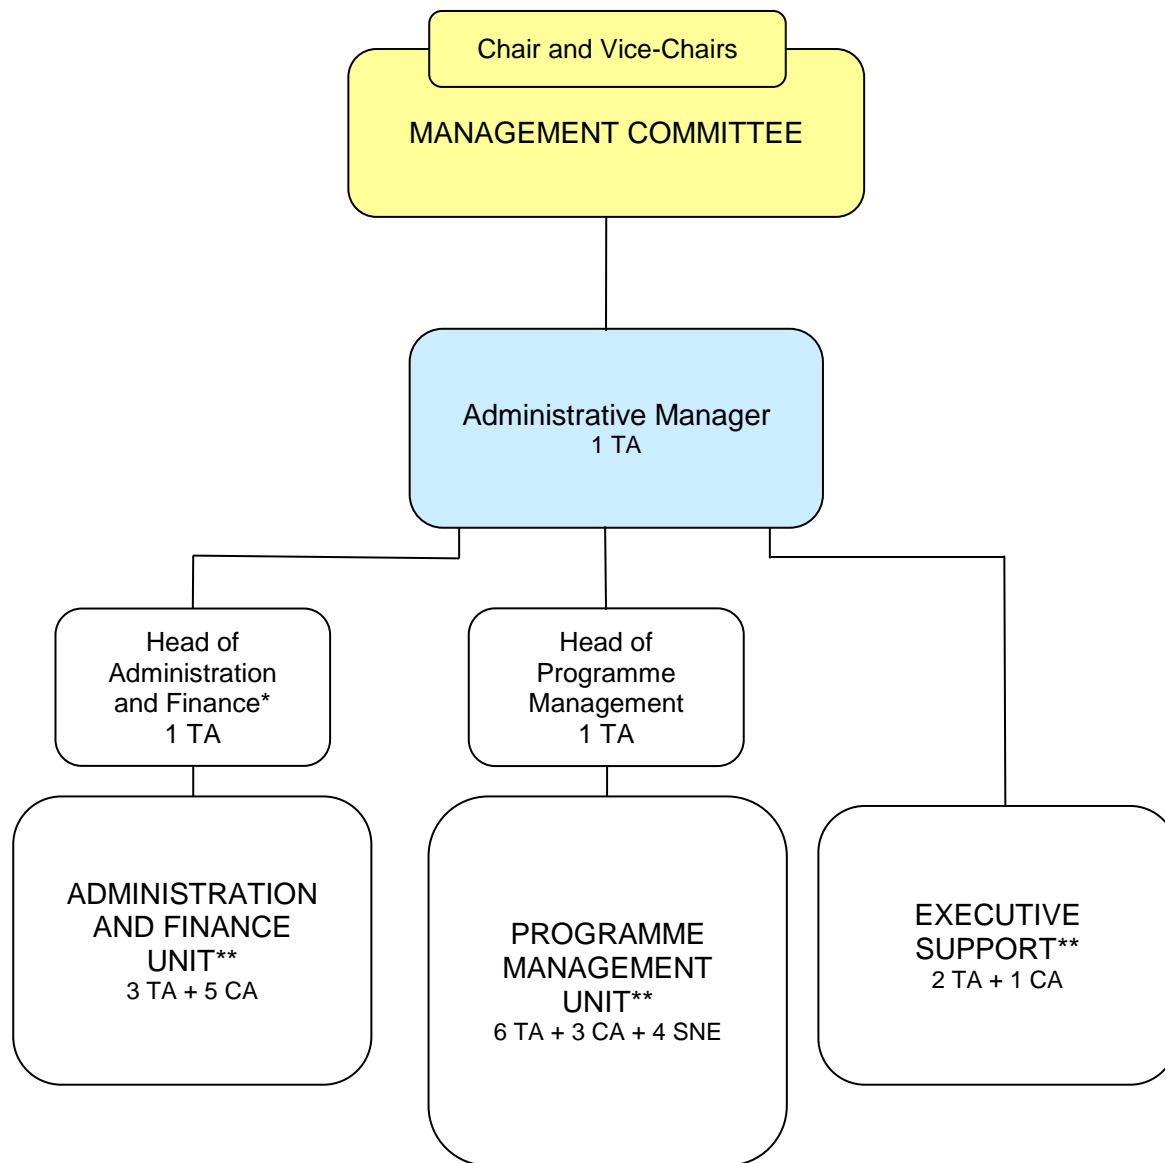 Chair and Vice-Chairs
MANAGEMENT COMMITTEE
Administrative Manager
1 TA
Head of
Administration
and Finance*
1 TA
Head of
Programme
Management
1 TA
ADMINISTRATION
AND FINANCE
UNIT**
3 TA + 5 CA
PROGRAMME
MANAGEMENT
UNIT**
6 TA + 3 CA + 4 SNE
EXECUTIVE
SUPPORT**
2 TA + 1 CA